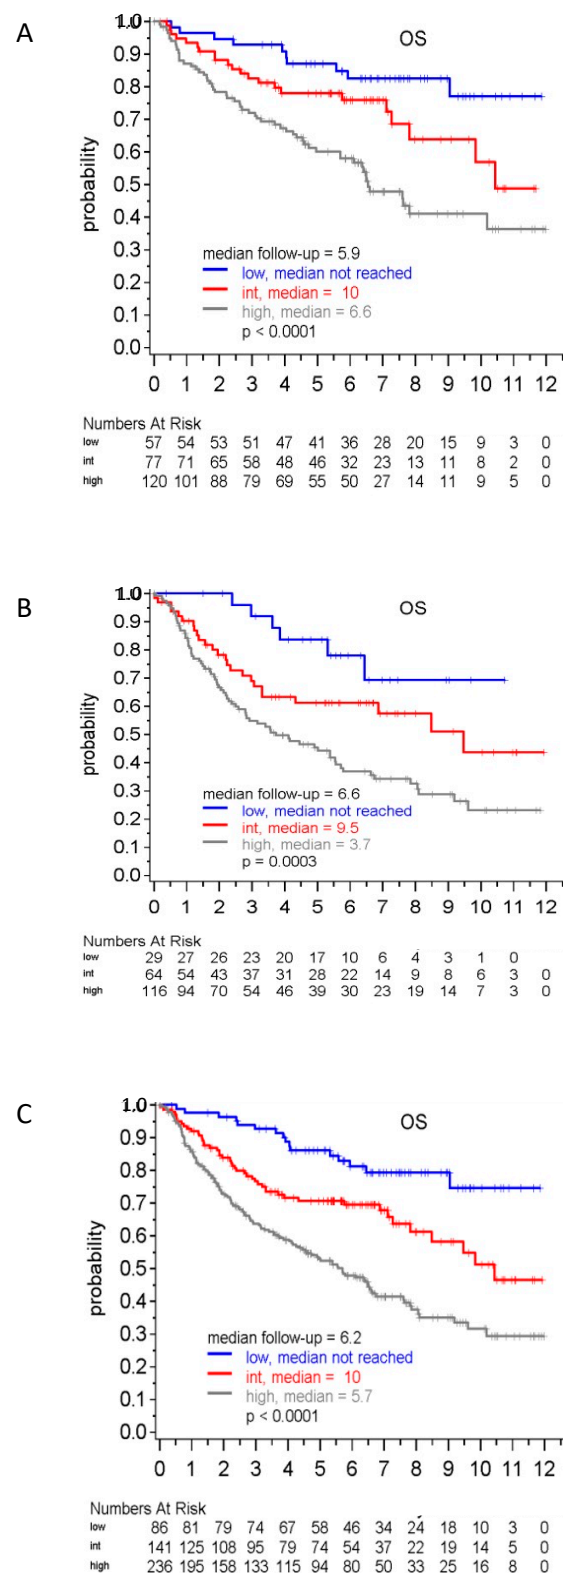 A
OS
1.0
0.9
0.8
0.7
0.6
0.5
0.4
0.3
0.2
0.1
0.0
probability
median follow-up = 5.9
low, median not reached
int, median = 10
high, median = 6.6
p < 0.0001
0 1 2 3 4 5 6 7 8 9 10 11 12
Numbers At Risk
low 57 54 53 51 47 41 36 28 20 15 9 3 0
int 77 71 65 58 48 46 32 23 13 11 8 2 0
high 120 101 88 79 69 55 50 27 14 11 9 5 0
B
OS
1.0
0.9
0.8
0.7
0.6
0.5
0.4
0.3
0.2
0.1
0.0
probability
median follow-up = 6.6
low, median not reached
int, median = 9.5
high, median = 3.7
p = 0.0003
0 1 2 3 4 5 6 7 8 9 10 11 12
Numbers At Risk
low 29 27 26 23 20 17 10 6 4 3 1 0
int 64 54 43 37 31 28 22 14 9 8 6 3 0
high 116 94 70 54 46 39 30 23 19 14 7 3 0
C
OS
1.0
0.9
0.8
0.7
0.6
0.5
0.4
0.3
0.2
0.1
0.0
probability
median follow-up = 6.2
low, median not reached
int, median = 10
high, median = 5.7
p < 0.0001
0 1 2 3 4 5 6 7 8 9 10 11 12
Numbers At Risk
low 86 81 79 74 67 58 46 34 24 18 10 3 0
int 141 125 108 95 79 74 54 37 22 19 14 5 0
high 236 195 158 133 115 94 80 50 33 25 16 8 0